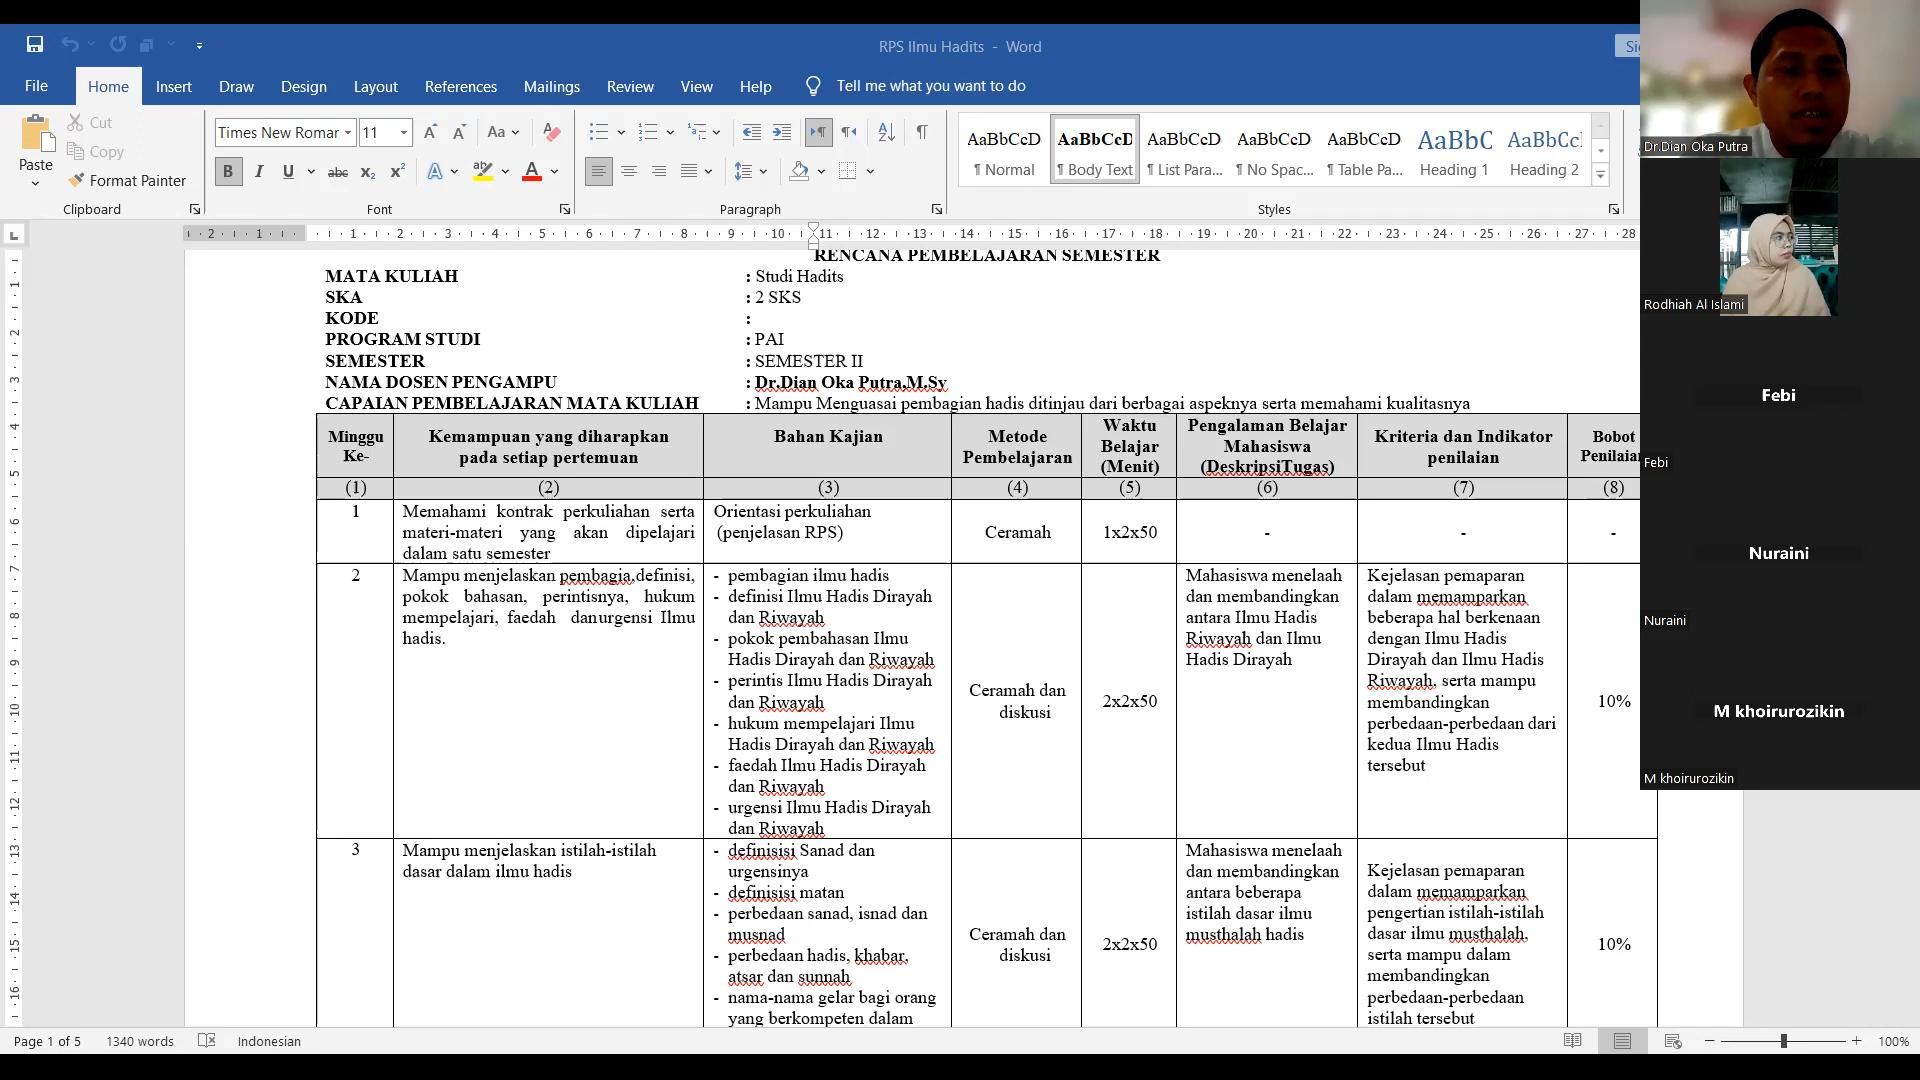 RPS Ilmu Hadits - Word
File Home Insert Draw Design Layout References Mailings Review View Help Tell me what you want to do
Paste
Cut
Copy
Format Painter
Clipboard
Times New Roman 11
Font
Paragraph
AaBbCcD AaBbCcD AaBbCcD AaBbCcD AaBbCcD AaBbC AaBbCc
¶ Normal ¶ Body Text ¶ List Para... ¶ No Spac... ¶ Table Pa... Heading 1 Heading 2
Styles
RENCANA PEMBELAJARAN SEMESTER
MATA KULIAH : Studi Hadits
SKA : 2 SKS
KODE :
PROGRAM STUDI : PAI
SEMESTER : SEMESTER II
NAMA DOSEN PENGAMPU : Dr.Dian Oka Putra,M.Sy
CAPAIAN PEMBELAJARAN MATA KULIAH : Mampu Menguasai pembagian hadis ditinjau dari berbagai aspeknya serta memahami kualitasnya
Minggu
Ke-
Kemampuan yang diharapkan
pada setiap pertemuan
Bahan Kajian
Metode
Pembelajaran
Waktu
Belajar
(Menit)
Pengalaman Belajar
Mahasiswa
(DeskripsiTugas)
Kriteria dan Indikator
penilaian
Bobot
Penilaian
(1) (2) (3) (4) (5) (6) (7) (8)
1
Memahami kontrak perkuliahan serta
materi-materi yang akan dipelajari
dalam satu semester
Orientasi perkuliahan
(penjelasan RPS)
Ceramah
1x2x50
-
-
-
2
Mampu menjelaskan pembagia,definisi,
pokok bahasan, perintisnya, hukum
mempelajari, faedah danurgensi Ilmu
hadis.
- pembagian ilmu hadis
- definisi Ilmu Hadis Dirayah
dan Riwayah
- pokok pembahasan Ilmu
Hadis Dirayah dan Riwayah
- perintis Ilmu Hadis Dirayah
dan Riwayah
- hukum mempelajari Ilmu
Hadis Dirayah dan Riwayah
- faedah Ilmu Hadis Dirayah
dan Riwayah
- urgensi Ilmu Hadis Dirayah
dan Riwayah
Ceramah dan
diskusi
2x2x50
Mahasiswa menelaah
dan membandingkan
antara Ilmu Hadis
Riwayah dan Ilmu
Hadis Dirayah
Kejelasan pemaparan
dalam memamparkan
beberapa hal berkenaan
dengan Ilmu Hadis
Dirayah dan Ilmu Hadis
Riwayah, serta mampu
membandingkan
perbedaan-perbedaan dari
kedua Ilmu Hadis
tersebut
10%
3
Mampu menjelaskan istilah-istilah
dasar dalam ilmu hadis
- definisisi Sanad dan
urgensinya
- definisisi matan
- perbedaan sanad, isnad dan
musnad
- perbedaan hadis, khabar,
atsar dan sunnah
- nama-nama gelar bagi orang
yang berkompeten dalam
Ceramah dan
diskusi
2x2x50
Mahasiswa menelaah
dan membandingkan
antara beberapa
istilah dasar ilmu
musthalah hadis
Kejelasan pemaparan
dalam memamparkan
pengertian istilah-istilah
dasar ilmu musthalah,
serta mampu dalam
membandingkan
perbedaan-perbedaan
istilah tersebut
10%
Page 1 of 5 1340 words Indonesian 100%
Dr.Dian Oka Putra
Rodhiah Al Islami
Febi
Febi
Nuraini
Nuraini
M khoirurozikin
M khoirurozikin